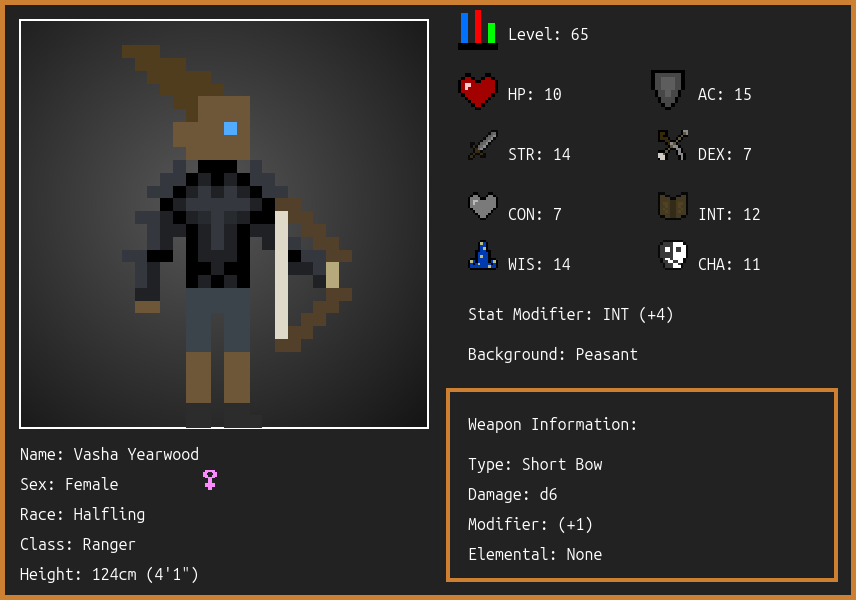 Level: 65
HP: 10
AC: 15
STR: 14
DEX: 7
CON: 7
INT: 12
WIS: 14
CHA: 11
Stat Modifier: INT (+4)
Background: Peasant
Weapon Information:
Type: Short Bow
Damage: d6
Modifier: (+1)
Elemental: None
Name: Vasha Yearwood
Sex: Female
Race: Halfling
Class: Ranger
Height: 124cm (4'1")